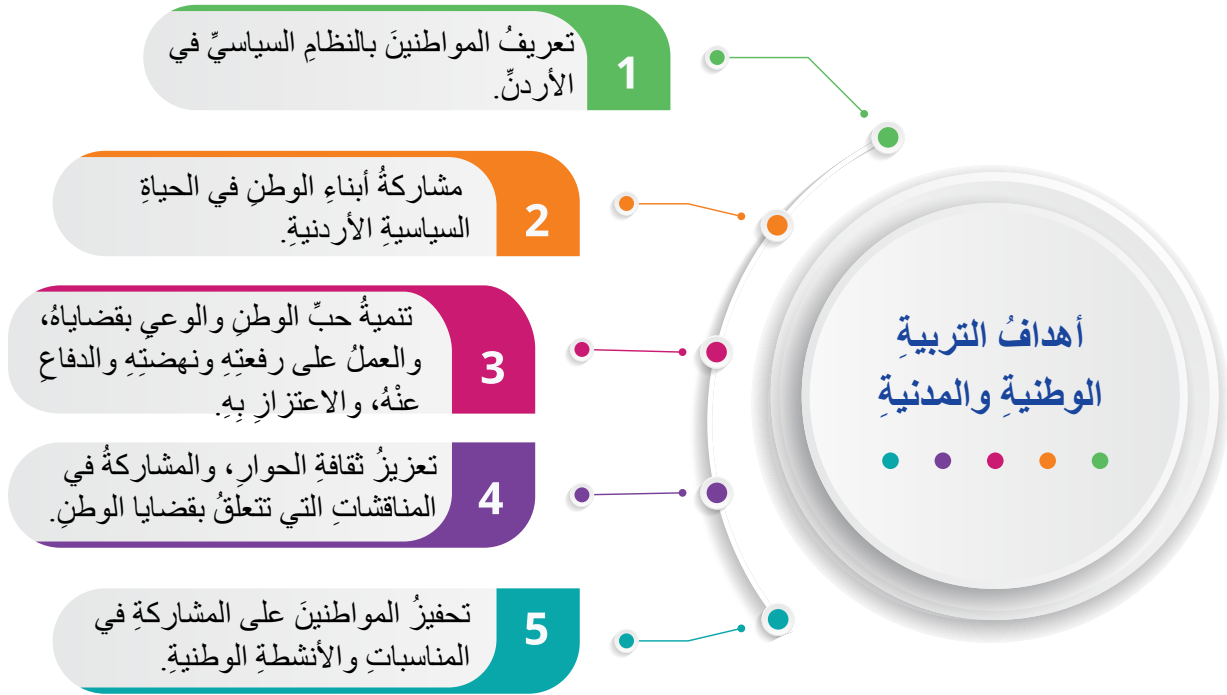 أهدافُ التربيةِ
الوطنيةِ والمدنيةِ
1
تعريفُ المواطنينَ بالنظامِ السياسيِّ في
الأردنِّ.
2
مشاركةُ أبناءِ الوطنِ في الحياةِ
السياسيةِ الأردنيةِ.
3
تنميةُ حبِّ الوطنِ والوعيِ بقضاياهُ،
والعملُ على رفعتِهِ ونهضتِهِ والدفاعِ
عنْهُ، والاعتزازِ بِهِ.
4
تعزيزُ ثقافةِ الحوارِ، والمشاركةُ في
المناقشاتِ التي تتعلقُ بقضايا الوطنِ.
5
تحفيزُ المواطنينَ على المشاركةِ في
المناسباتِ والأنشطةِ الوطنيةِ.